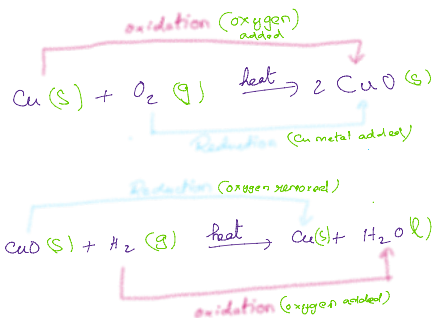 oxidation (oxygen added)
Cu (s) + O2 (g) heat → 2 CuO (s)
Reduction (Cu metal added)
Reduction (oxygen removed)
CuO (s) + H2 (g) heat → Cu(s) + H2O (l)
oxidation (oxygen added)